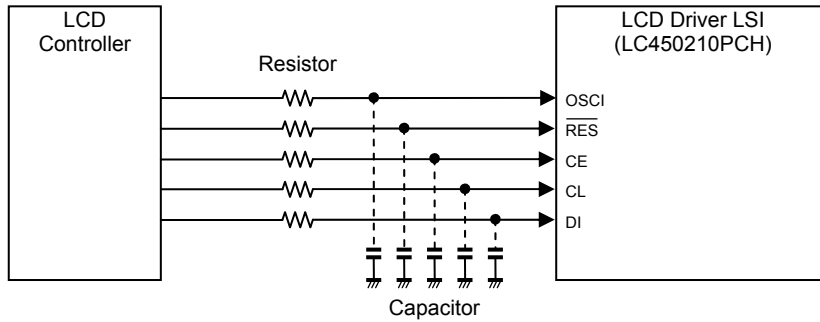 LCD
Controller
LCD Driver LSI
(LC450210PCH)
Resistor
OSCI
RES
CE
CL
DI
Capacitor